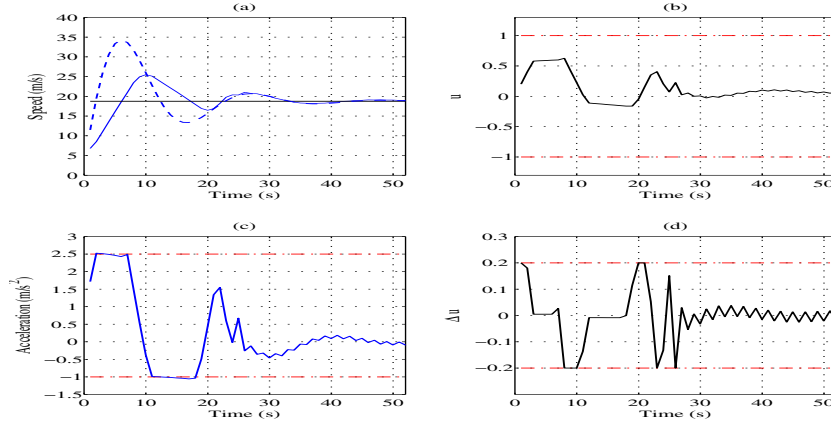 (a)
40
35
30
25
20
15
10
5
0
Speed (m/s)
0 10 20 30 40 50
Time (s)
(b)
1
0.5
0
−0.5
−1
u
0 10 20 30 40 50
Time (s)
(c)
3
2.5
2
1.5
1
0.5
0
−0.5
−1
−1.5
Acceleration (m/s²)
0 10 20 30 40 50
Time (s)
(d)
0.3
0.2
0.1
0
−0.1
−0.2
−0.3
Δ u
0 10 20 30 40 50
Time (s)